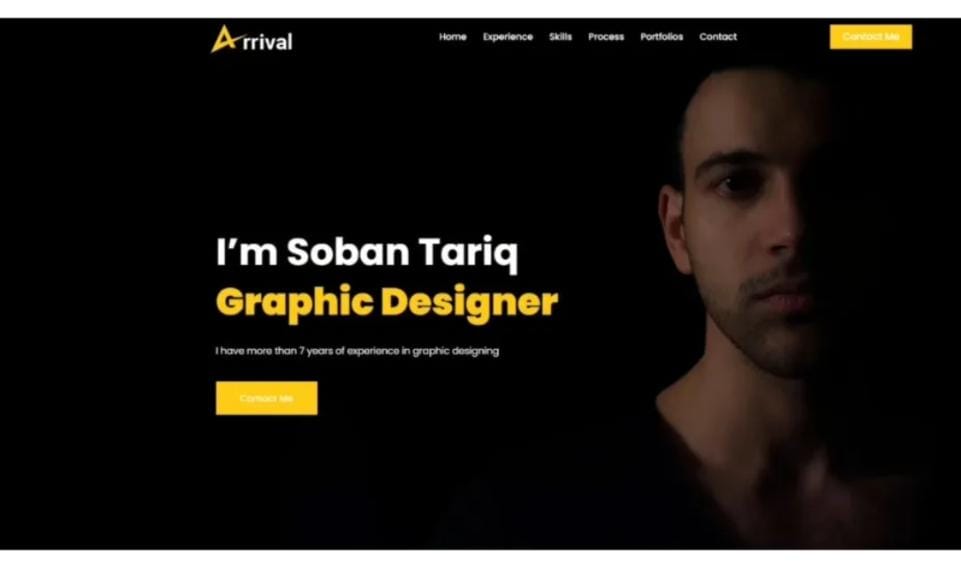 Arrival
Home Experience Skills Process Portfolios Contact
Contact Me
I'm Soban Tariq
Graphic Designer
I have more than 7 years of experience in graphic designing
Contact Me